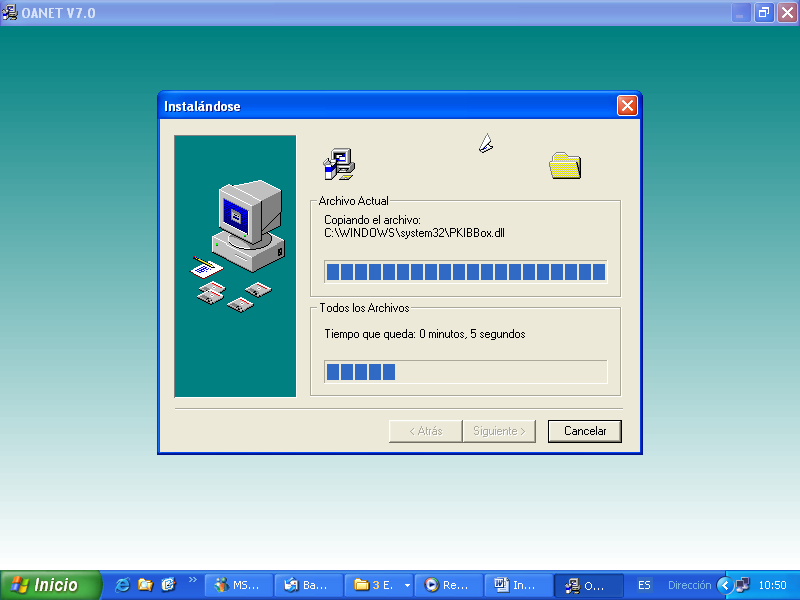 OANET V7.0
Instalándose
Archivo Actual
Copiando el archivo:
C:\WINDOWS\system32\PKIBBox.dll
Todos los Archivos
Tiempo que queda: 0 minutos, 5 segundos
< Atrás
Siguiente >
Cancelar
Inicio
»
MS...
Ba...
3 E.
Re...
In...
O...
ES
Dirección
10:50